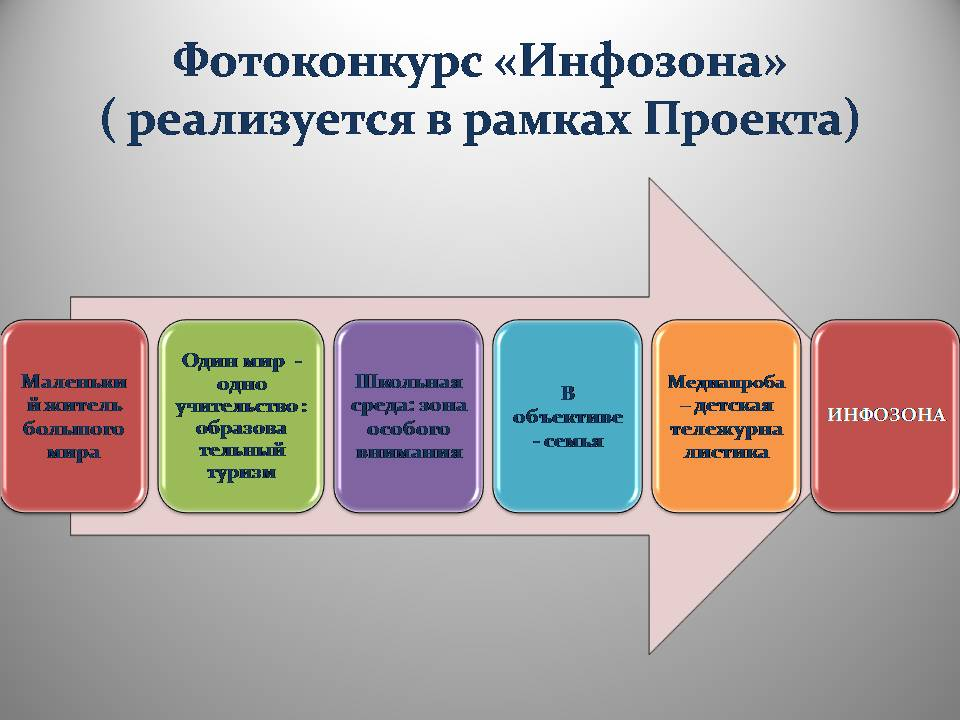 Фотоконкурс «Инфозона»
( реализуется в рамках Проекта)
Маленьки
й житель
большого
мира
Один мир -
одно
учительство :
образова
тельный
туризм
Школьная
среда: зона
особого
внимания
В
объективе
- семья
Медиапроба
– детская
тележурна
листика
ИНФОЗОНА